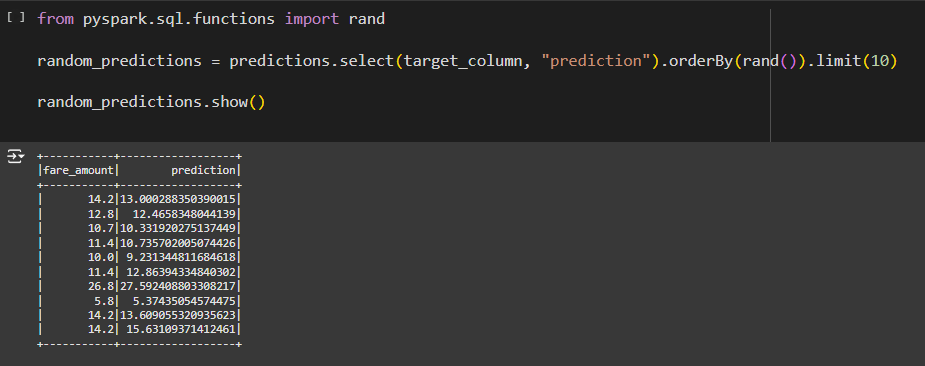 [ ] from pyspark.sql.functions import rand
random_predictions = predictions.select(target_column, "prediction").orderBy(rand()).limit(10)
random_predictions.show()
+-----------+------------------+
|fare_amount|        prediction|
+-----------+------------------+
|       14.2|13.000288350390015|
|       12.8|  12.4658348044139|
|       10.7|10.331920275137449|
|       11.4|10.735702005074426|
|       10.0| 9.231344811684618|
|       11.4| 12.86394334840302|
|       26.8|27.592408803308217|
|        5.8|  5.37435054574475|
|       14.2|13.609055320935623|
|       14.2| 15.63109371412461|
+-----------+------------------+